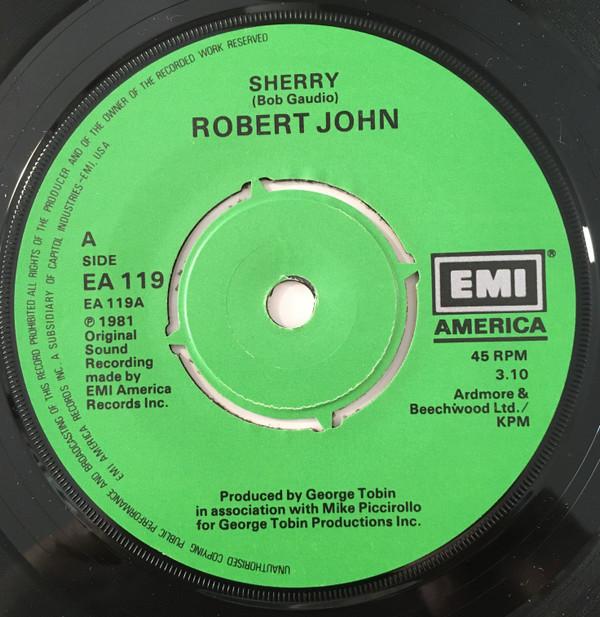 SHERRY
(Bob Gaudio)
ROBERT JOHN
A
SIDE
EA 119
EA 119A
℗ 1981
Original
Sound
Recording
made by
EMI America
Records Inc.
EMI ®
AMERICA
45 RPM
3.10
Ardmore &
Beechwood Ltd./
KPM
Produced by George Tobin
in association with Mike Piccirollo
for George Tobin Productions Inc.
UNAUTHORISED COPYING PUBLIC PERFORMANCE AND BROADCASTING OF THIS RECORD PROHIBITED ALL RIGHTS OF THE PRODUCER AND OF THE OWNER OF THE RECORDED WORK RESERVED
EMI AMERICA RECORDS INC. A SUBSIDIARY OF CAPITOL INDUSTRIES-EMI, USA